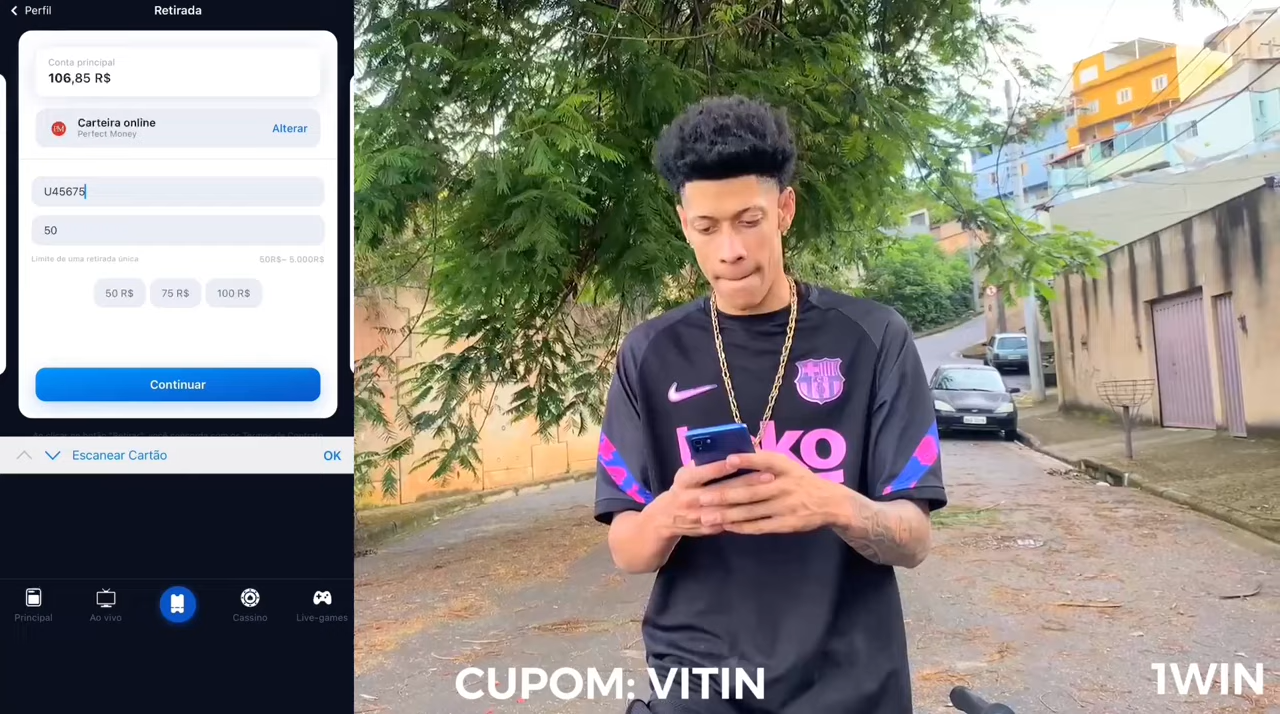 Perfil
Retirada
Conta principal
106,85 R$
Carteira online
Perfect Money
Alterar
U45675
50
Limite de uma retirada única
50R$– 5.000R$
50 R$
75 R$
100 R$
Continuar
Escanear Cartão
OK
Principal
Ao vivo
Cassino
Live-games
ko
CUPOM: VITIN
1WIN